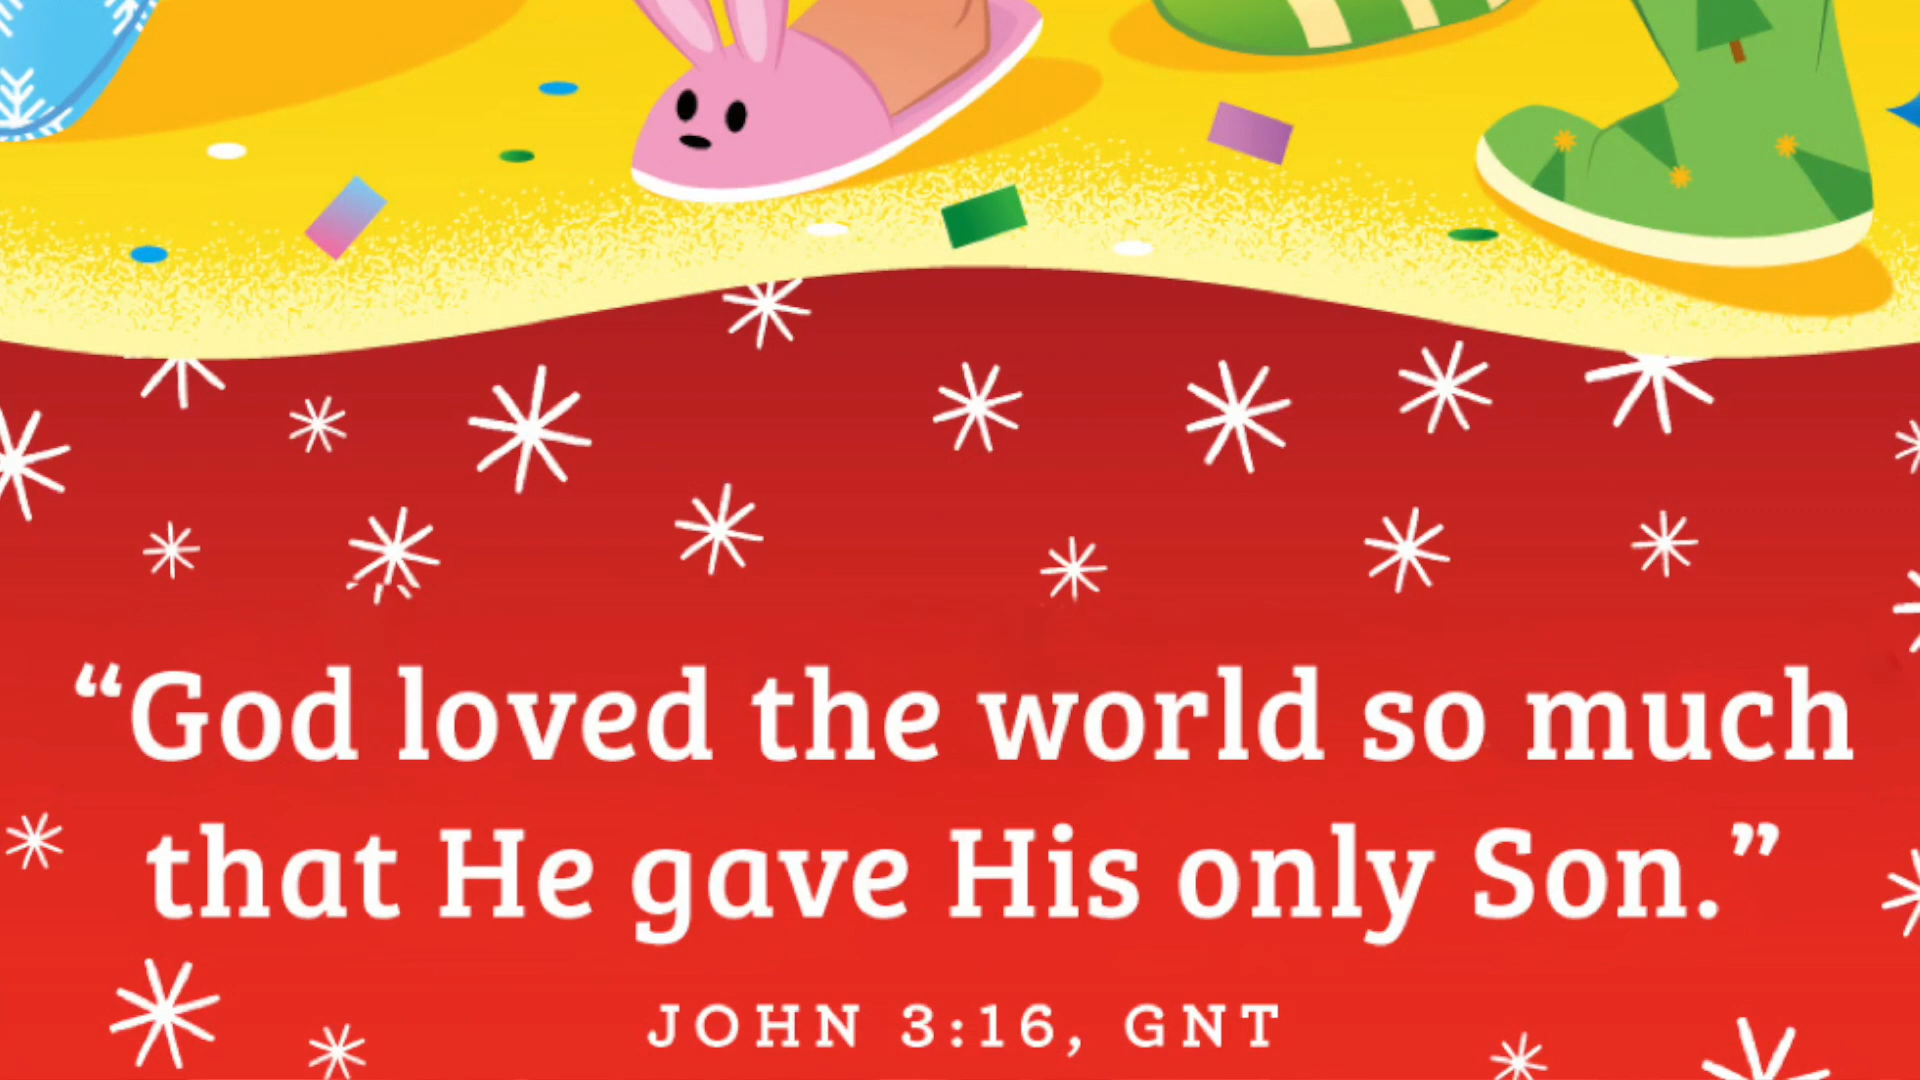 “God loved the world so much
that He gave His only Son.”
JOHN 3:16, GNT